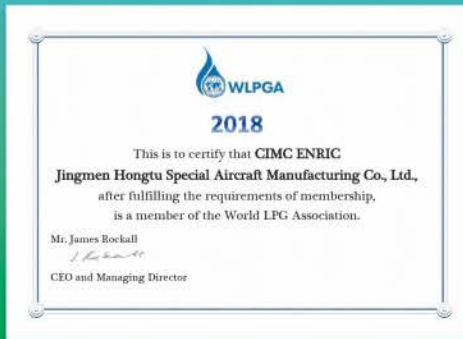 WLPGA
2018
This is to certify that CIMC ENRIC
Jingmen Hongtu Special Aircraft Manufacturing Co., Ltd.,
after fulfilling the requirements of membership,
is a member of the World LPG Association.
Mr. James Rockall
J. Rockall
CEO and Managing Director